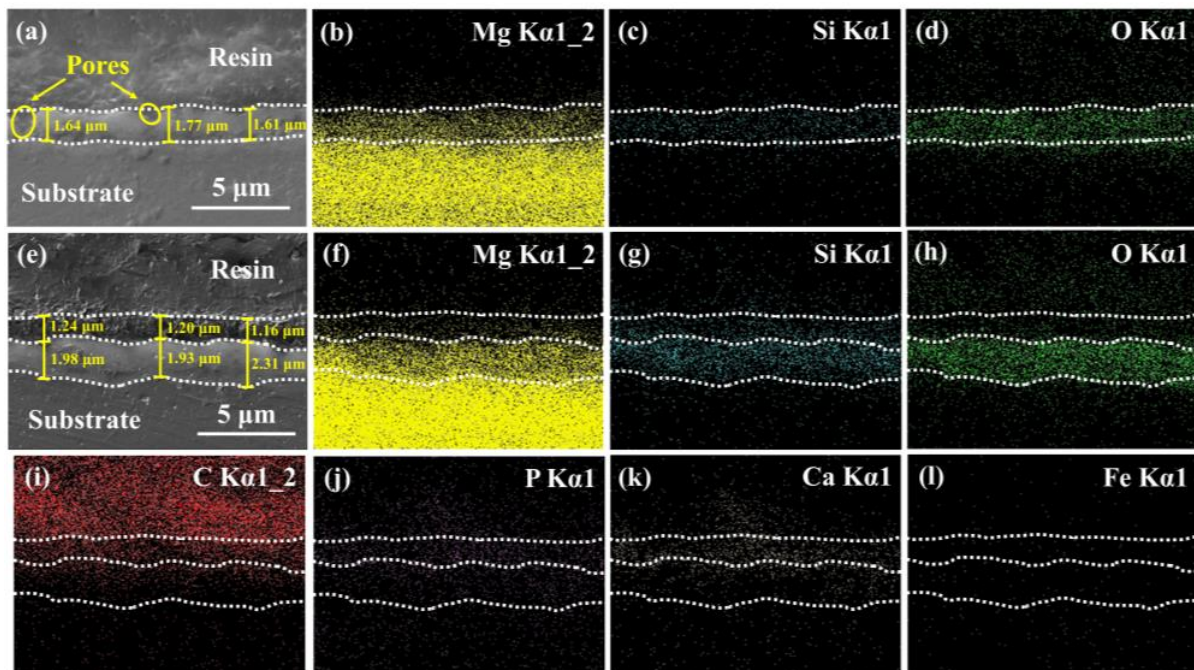 (a)
Resin
Pores
1.64 μm
1.77 μm
1.61 μm
Substrate
5 μm
(b)
Mg Kα1_2
(c)
Si Kα1
(d)
O Kα1
(e)
Resin
1.24 μm
1.20 μm
1.16 μm
1.98 μm
1.93 μm
2.31 μm
Substrate
5 μm
(f)
Mg Kα1_2
(g)
Si Kα1
(h)
O Kα1
(i)
C Kα1_2
(j)
P Kα1
(k)
Ca Kα1
(l)
Fe Kα1